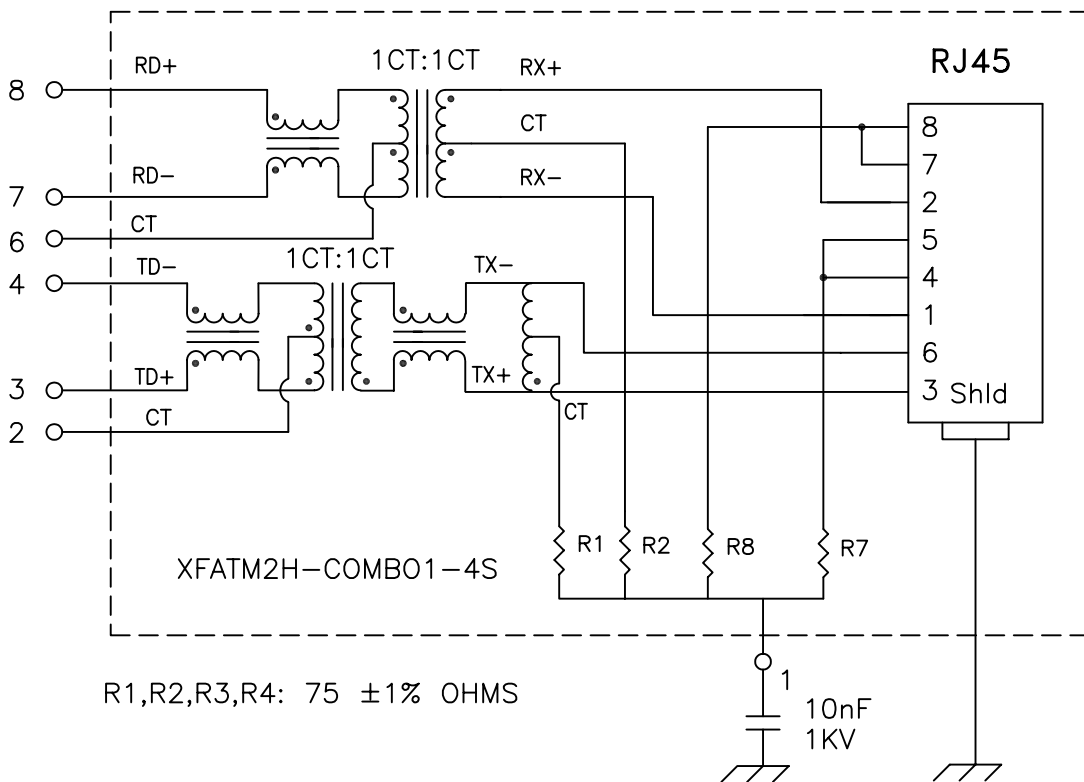 RJ45
1CT:1CT
RD+
RX+
8
CT
8
7
RD-
RX-
7
2
CT
6
5
1CT:1CT
TD-
TX-
4
4
1
6
TD+
TX+
3
3 Shld
CT
CT
2
R1
R2
R8
R7
XFATM2H-COMBO1-4S
R1,R2,R3,R4: 75 ±1% OHMS
1
10nF
1KV